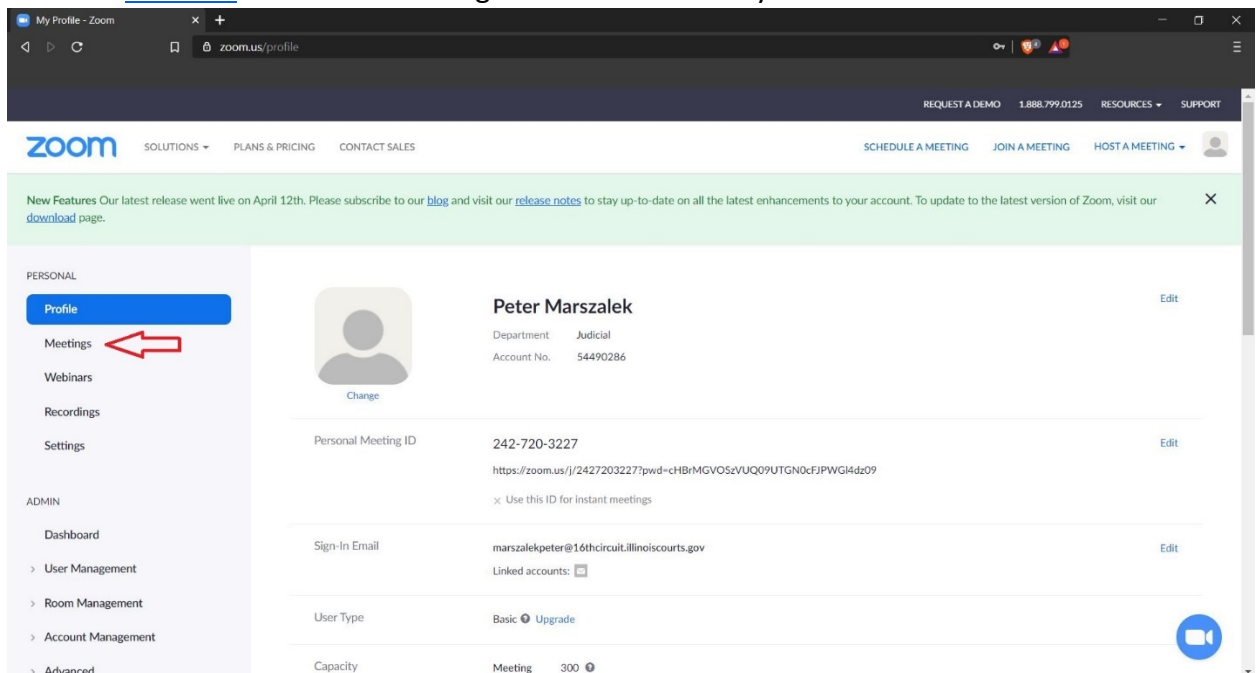 My Profile - Zoom
zoom.us/profile
REQUEST A DEMO 1.888.799.0125 RESOURCES SUPPORT
zoom SOLUTIONS PLANS & PRICING CONTACT SALES SCHEDULE A MEETING JOIN A MEETING HOST A MEETING
New Features Our latest release went live on April 12th. Please subscribe to our blog and visit our release notes to stay up-to-date on all the latest enhancements to your account. To update to the latest version of Zoom, visit our
download page.
PERSONAL
Profile
Meetings
Webinars
Recordings
Settings
ADMIN
Dashboard
User Management
Room Management
Account Management
Advanced
Change
Peter Marszalek Edit
Department Judicial
Account No. 54490286
Personal Meeting ID 242-720-3227 Edit
https://zoom.us/j/2427203227?pwd=cHBrMGVOSzVUQ09UTGN0cFJPWGl4dz09
Use this ID for instant meetings
Sign-In Email marszalekpeter@16thcircuit.illinoiscourts.gov Edit
Linked accounts:
User Type Basic Upgrade
Capacity Meeting 300